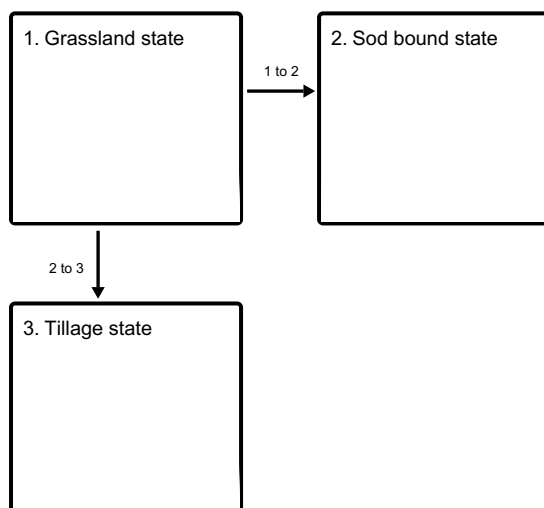 1. Grassland state
2. Sod bound state
1 to 2
2 to 3
3. Tillage state